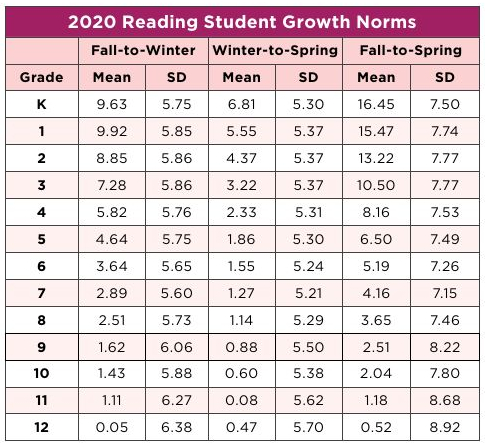 2020 Reading Student Growth Norms
Fall-to-Winter Winter-to-Spring Fall-to-Spring
Grade Mean SD Mean SD Mean SD
K 9.63 5.75 6.81 5.30 16.45 7.50
1 9.92 5.85 5.55 5.37 15.47 7.74
2 8.85 5.86 4.37 5.37 13.22 7.77
3 7.28 5.86 3.22 5.37 10.50 7.77
4 5.82 5.76 2.33 5.31 8.16 7.53
5 4.64 5.75 1.86 5.30 6.50 7.49
6 3.64 5.65 1.55 5.24 5.19 7.26
7 2.89 5.60 1.27 5.21 4.16 7.15
8 2.51 5.73 1.14 5.29 3.65 7.46
9 1.62 6.06 0.88 5.50 2.51 8.22
10 1.43 5.88 0.60 5.38 2.04 7.80
11 1.11 6.27 0.08 5.62 1.18 8.68
12 0.05 6.38 0.47 5.70 0.52 8.92